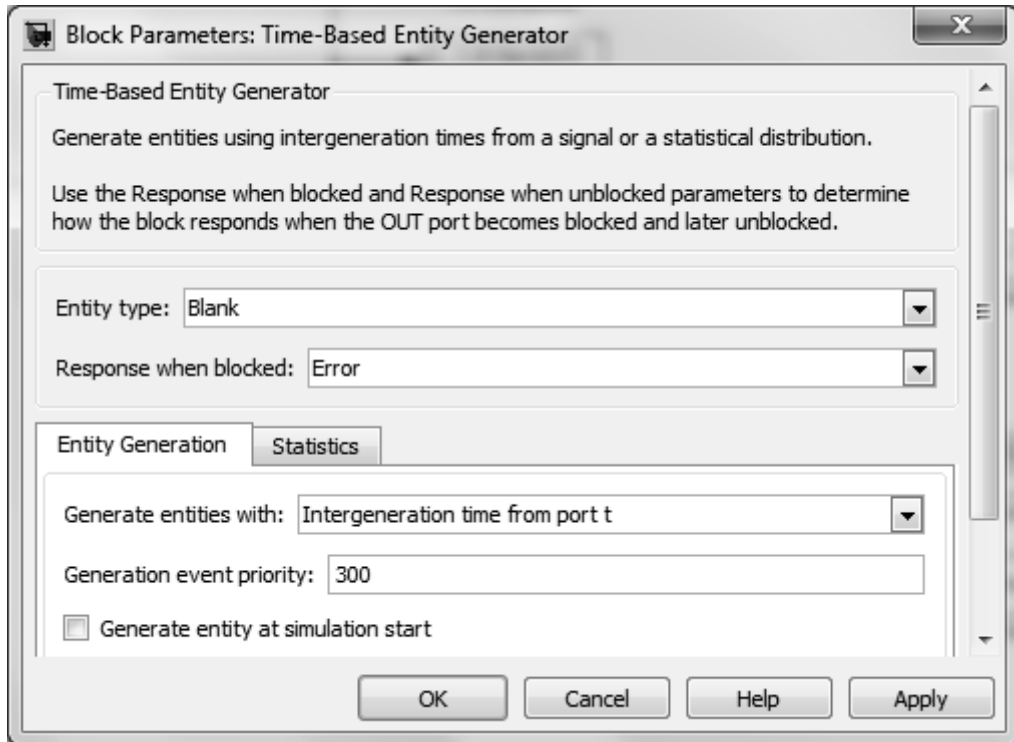 Block Parameters: Time-Based Entity Generator
Time-Based Entity Generator
Generate entities using intergeneration times from a signal or a statistical distribution.
Use the Response when blocked and Response when unblocked parameters to determine
how the block responds when the OUT port becomes blocked and later unblocked.
Entity type: Blank
Response when blocked: Error
Entity Generation Statistics
Generate entities with: Intergeneration time from port t
Generation event priority: 300
Generate entity at simulation start
OK Cancel Help Apply